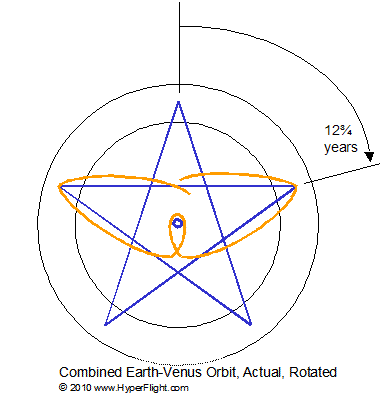 12¾
years
Combined Earth-Venus Orbit, Actual, Rotated
© 2010 www.HyperFlight.com